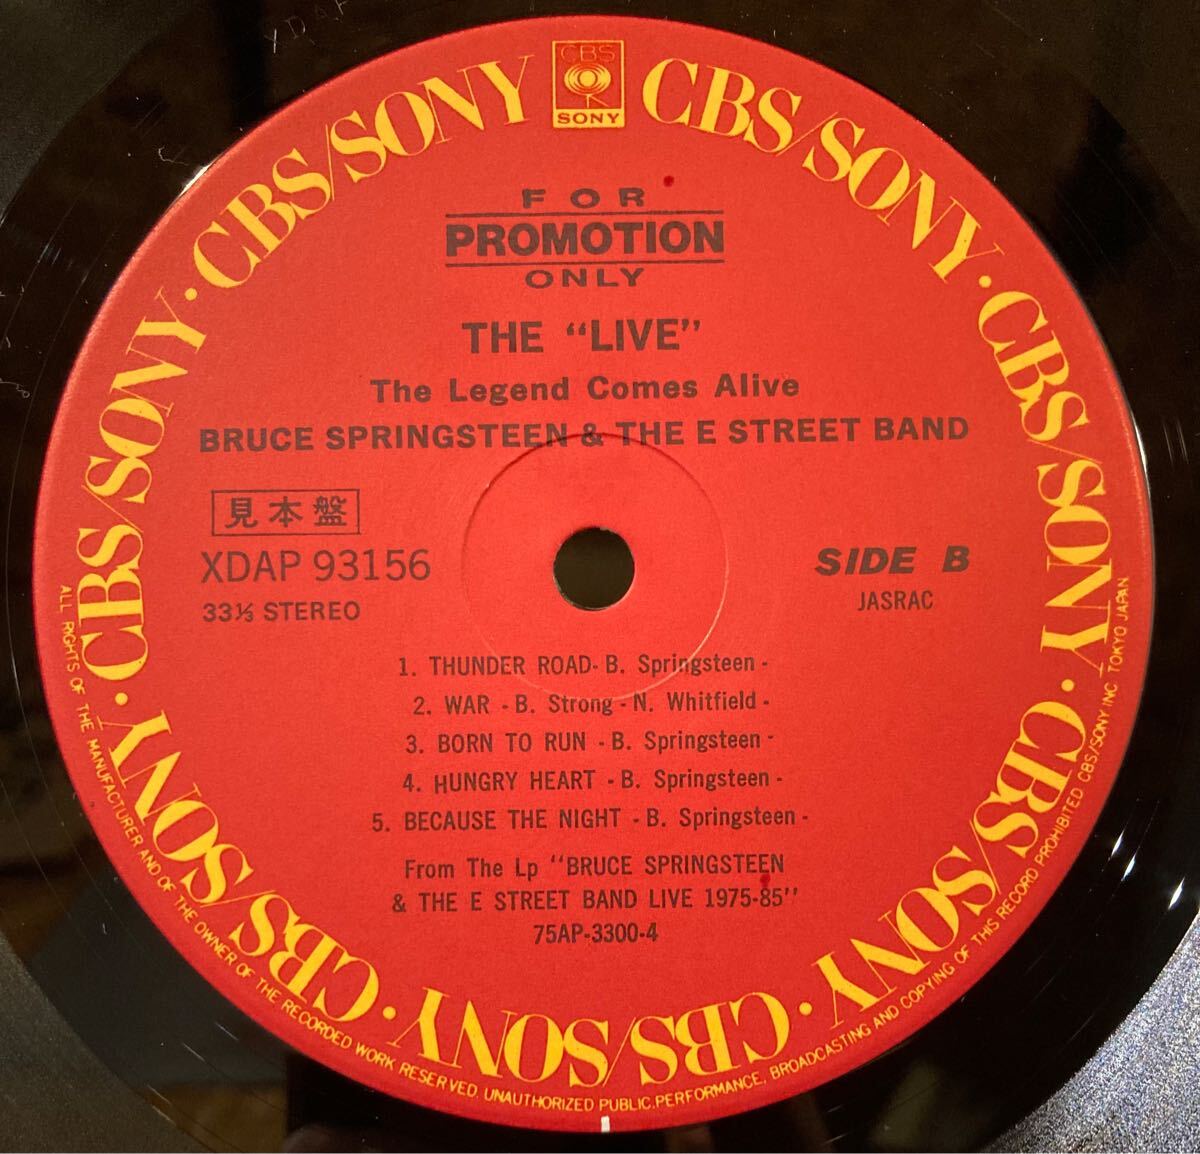 CBS
SONY
CBS/SONY · CBS/SONY · CBS/SONY · CBS/SONY · CBS/SONY · CBS/SONY · CBS/SONY · CBS/SONY
FOR
PROMOTION
ONLY
THE “LIVE”
The Legend Comes Alive
BRUCE SPRINGSTEEN & THE E STREET BAND
見本盤
XDAP 93156
33⅓ STEREO
SIDE B
JASRAC
1. THUNDER ROAD - B. Springsteen -
2. WAR - B. Strong - N. Whitfield -
3. BORN TO RUN - B. Springsteen -
4. HUNGRY HEART - B. Springsteen -
5. BECAUSE THE NIGHT - B. Springsteen -
From The Lp “BRUCE SPRINGSTEEN
& THE E STREET BAND LIVE 1975-85”
75AP-3300-4
ALL RIGHTS OF THE MANUFACTURER AND OF THE OWNER OF THE RECORDED WORK RESERVED. UNAUTHORIZED PUBLIC.PERFORMANCE, BROADCASTING AND COPYING OF THIS RECORD PROHIBITED CBS/SONY INC. TOKYO JAPAN.